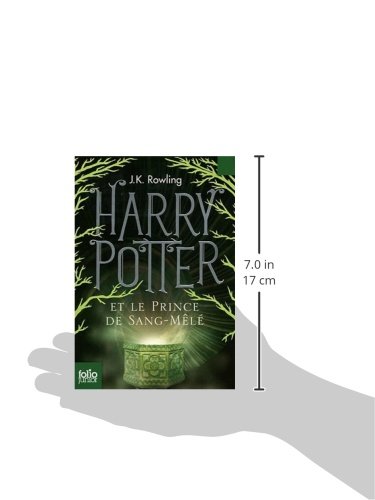 J.K. Rowling
HARRY
POTTER
ET LE PRINCE
DE SANG-MÊLÉ
folio
JUNIOR
7.0 in
17 cm